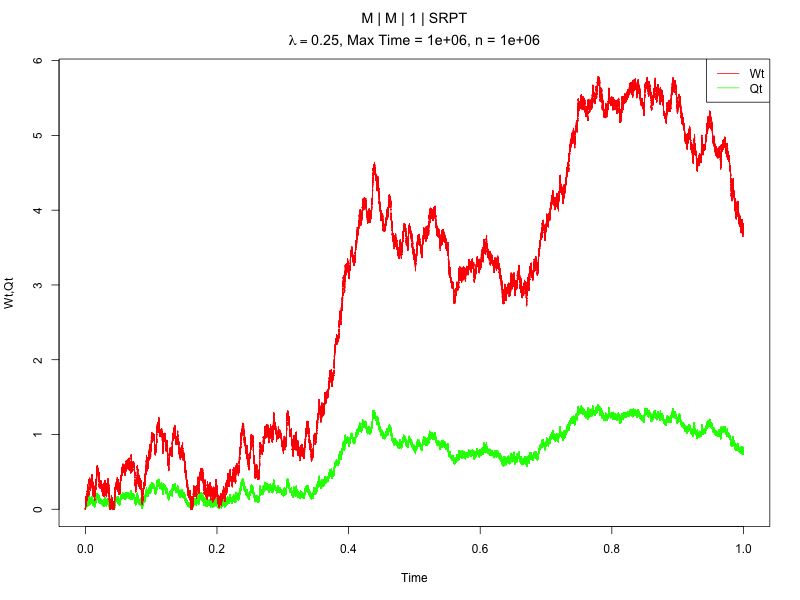 M | M | 1 | SRPT
λ = 0.25, Max Time = 1e+06, n = 1e+06
Wt
Qt
Wt,Qt
6
5
4
3
2
1
0
0.0 0.2 0.4 0.6 0.8 1.0
Time